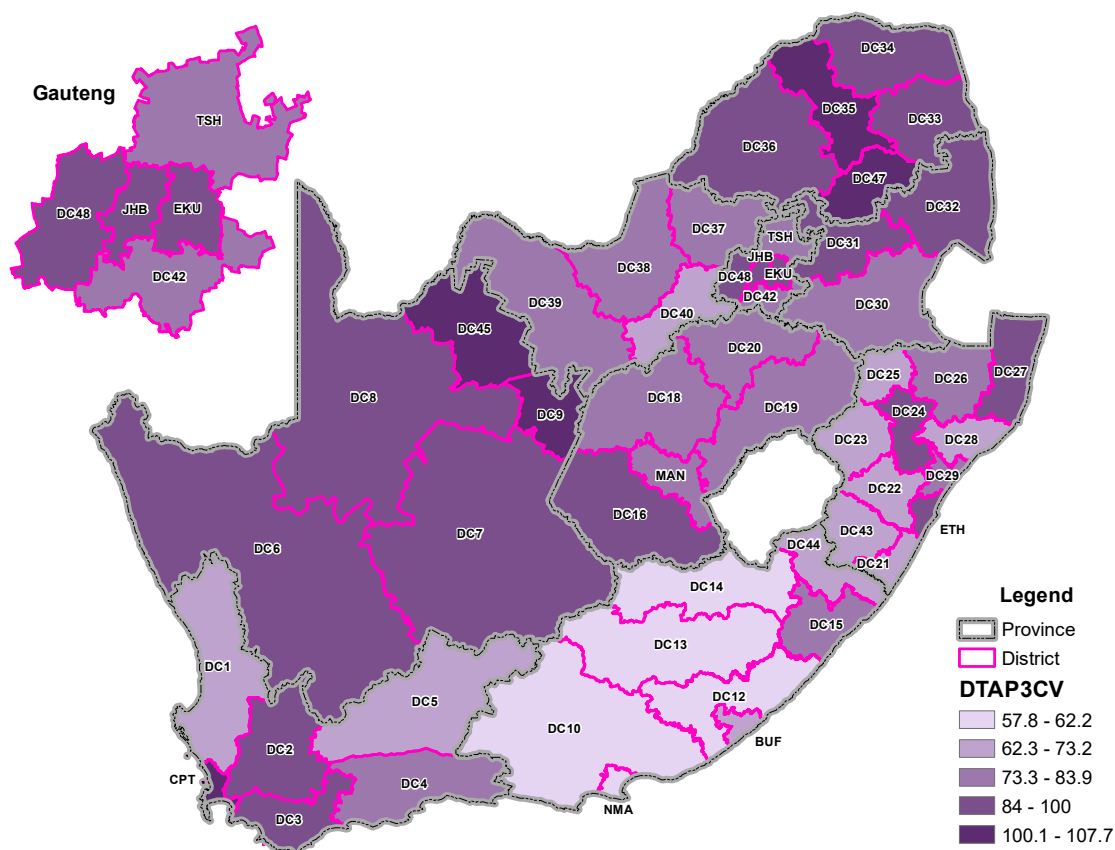 DC34
Gauteng
TSH
DC35
DC33
DC36
DC47
DC48
JHB
EKU
DC32
DC37
TSH
DC31
DC38
JHB
DC42
DC48
EKU
DC39
DC42
DC30
DC40
DC45
DC20
DC25
DC27
DC26
DC8
DC18
DC19
DC24
DC9
DC23
DC28
MAN
DC29
DC22
DC16
ETH
DC7
DC43
DC6
DC44
DC21
DC14
Legend
DC15
Province
DC13
DC1
District
DTAP3CV
DC5
DC12
57.8 - 62.2
DC10
62.3 - 73.2
BUF
DC2
CPT
73.3 - 83.9
DC4
84 - 100
NMA
DC3
100.1 - 107.7